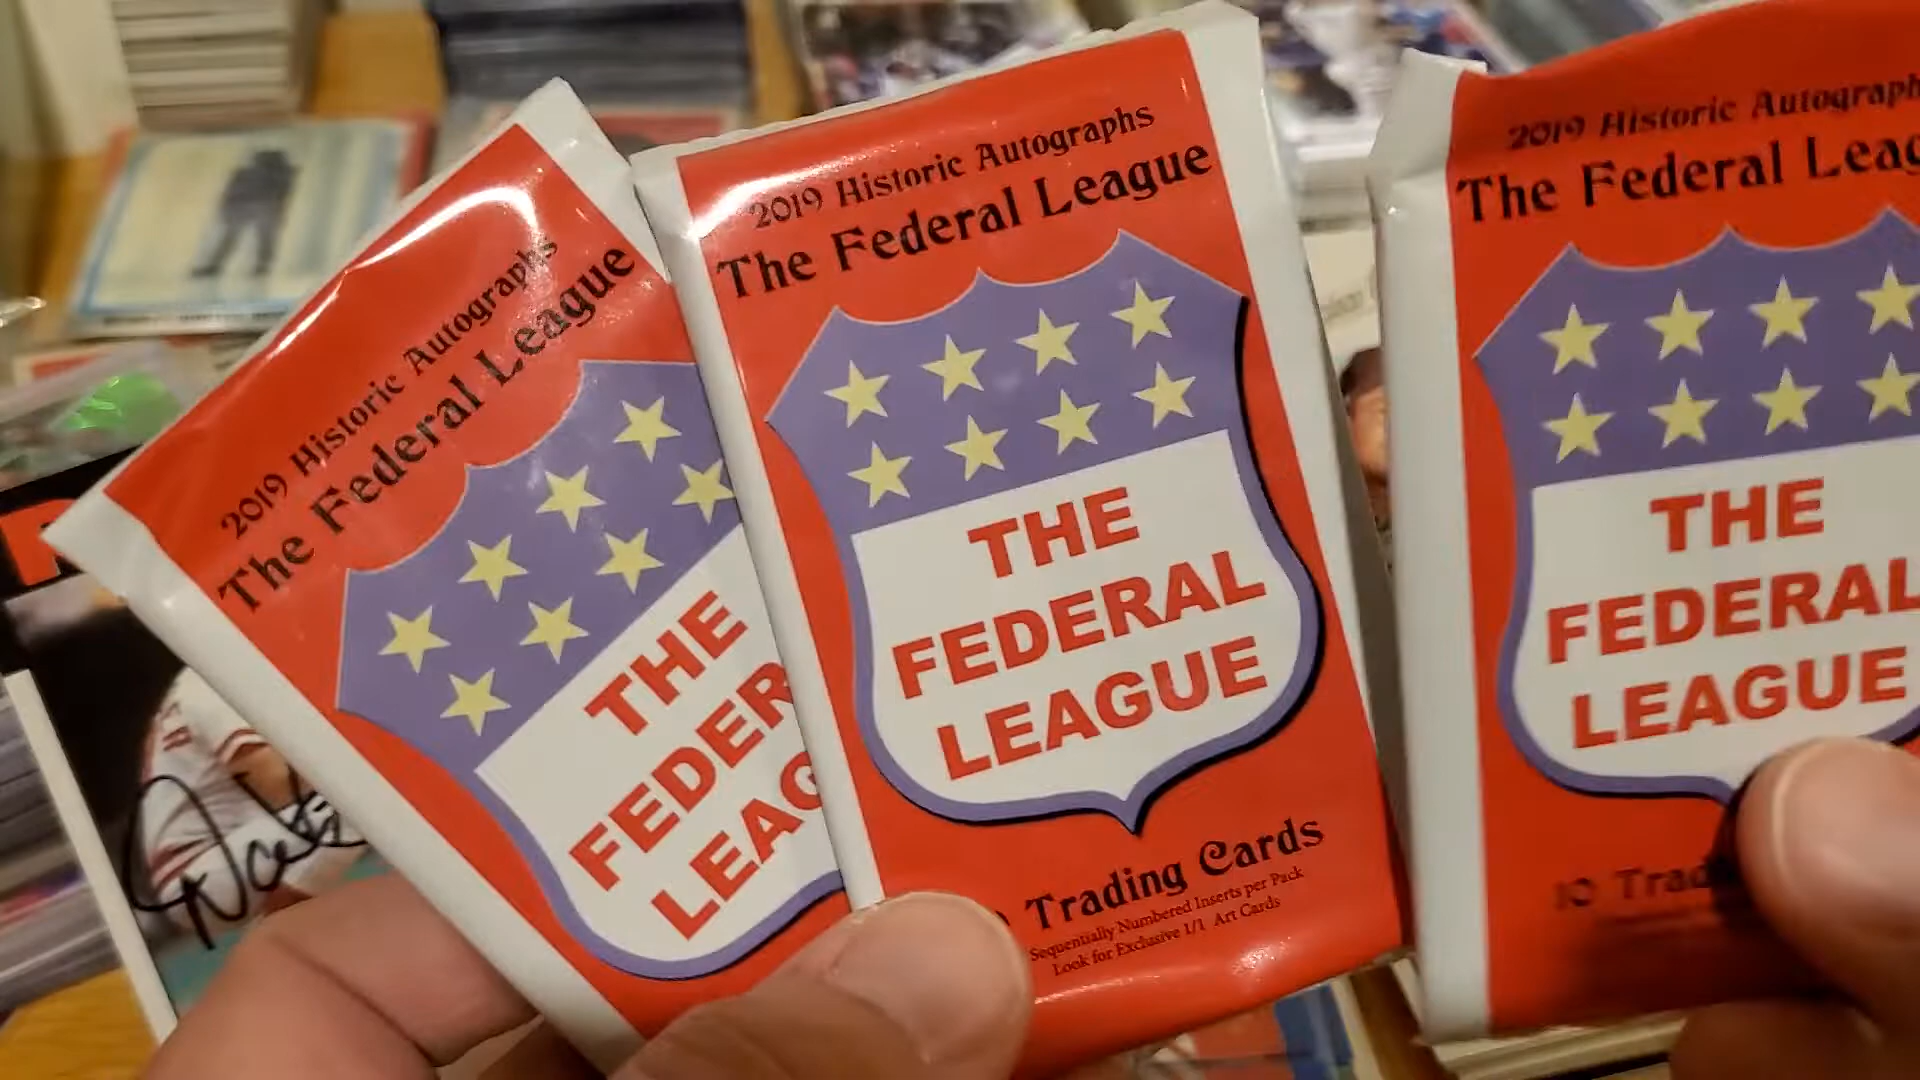 2019 Historic Autographs
The Federal League
THE
FEDER
LEAG
2019 Historic Autographs
The Federal League
THE
FEDERAL
LEAGUE
Trading Cards
Sequentially Numbered Inserts per Pack
Look for Exclusive 1/1 Art Cards
2019 Historic Autograph
The Federal Leag
THE
FEDERAL
LEAGUE
10 Trad